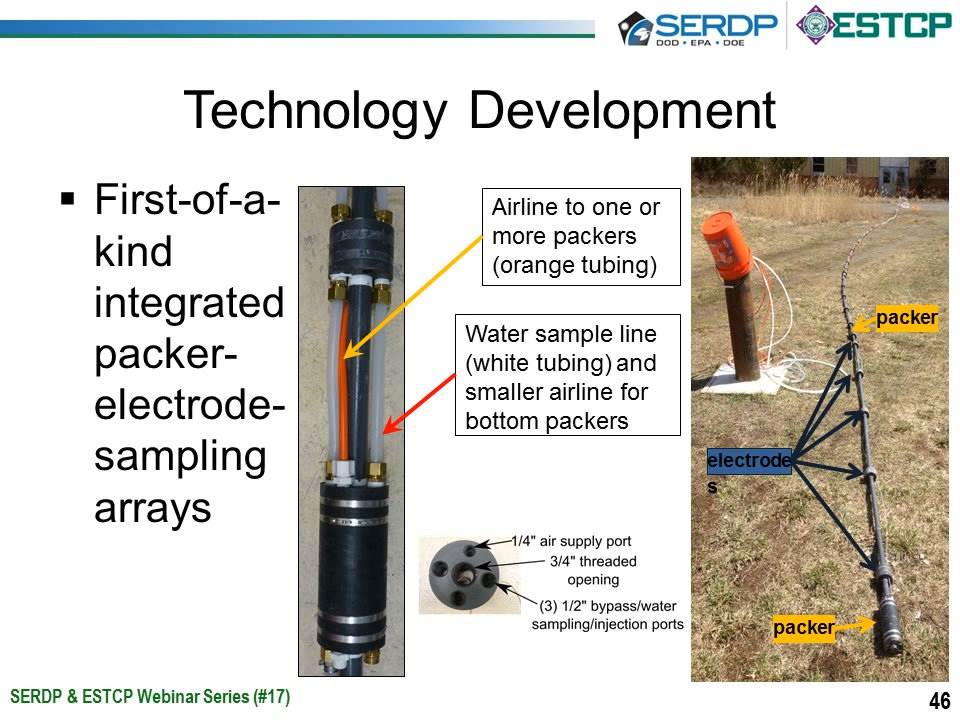 SERDP
DOD • EPA • DOE
ESTCP
Technology Development
▪ First-of-a-
kind
integrated
packer-
electrode-
sampling
arrays
Airline to one or
more packers
(orange tubing)
Water sample line
(white tubing) and
smaller airline for
bottom packers
1/4" air supply port
3/4" threaded
opening
(3) 1/2" bypass/water
sampling/injection ports
packer
electrode
s
packer
SERDP & ESTCP Webinar Series (#17)
46